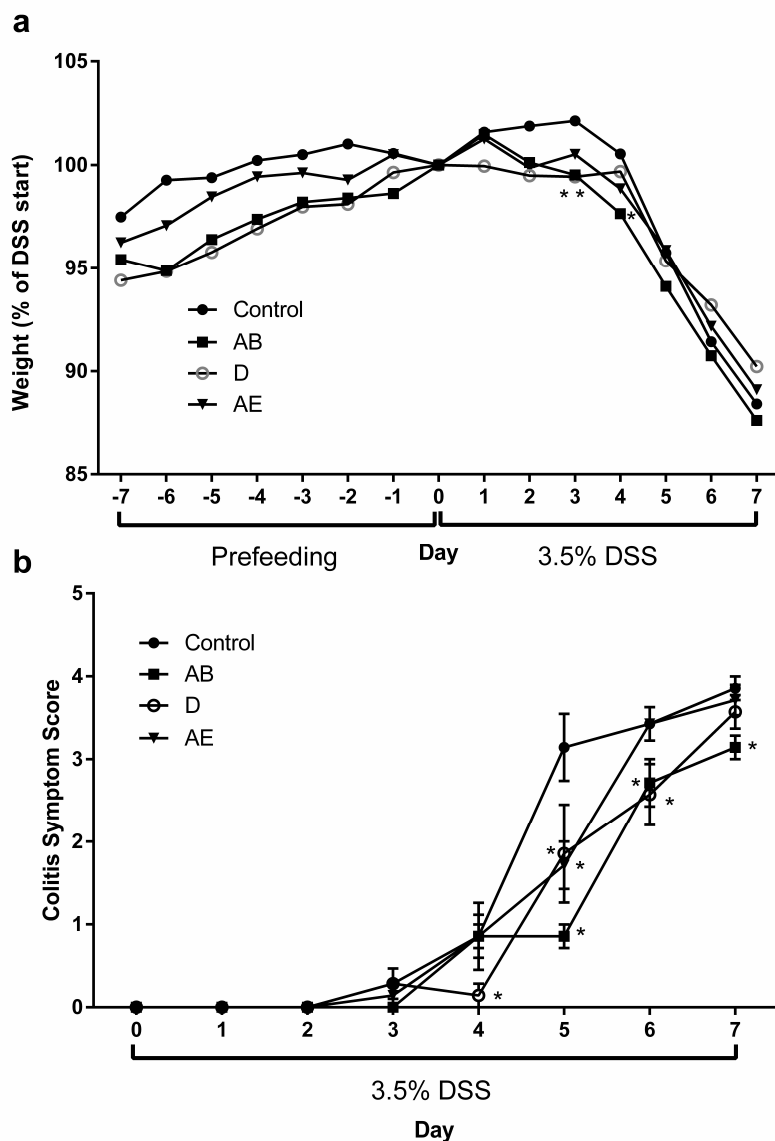 a
105
100
95
90
85
Weight (% of DSS start)
* *
*
Control
AB
D
AE
-7 -6 -5 -4 -3 -2 -1 0 1 2 3 4 5 6 7
Prefeeding Day 3.5% DSS
b
5
4
3
2
1
0
Colitis Symptom Score
Control
AB
D
AE
*
*
*
*
*
*
*
0 1 2 3 4 5 6 7
3.5% DSS
Day